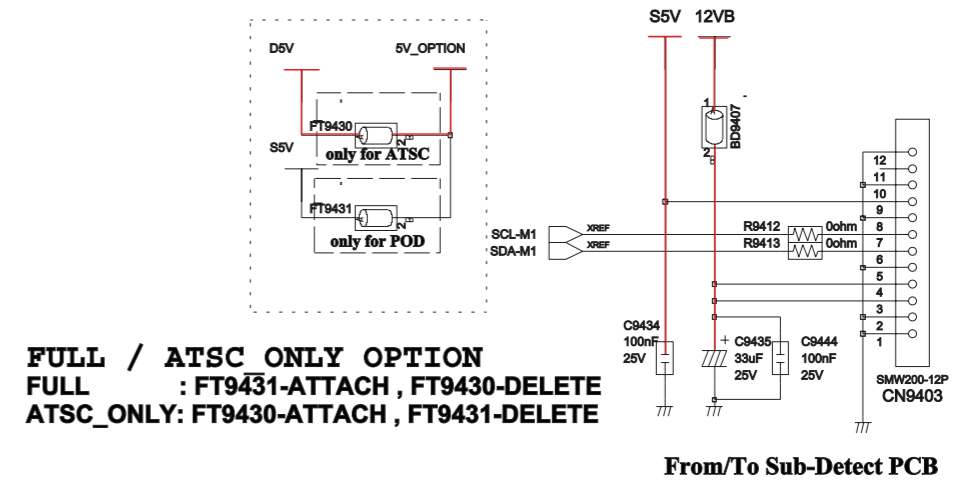 D5V
5V_OPTION
FT9430
2
B
only for ATSC
S5V
FT9431
2
B
only for POD
FULL / ATSC_ONLY OPTION
FULL : FT9431-ATTACH , FT9430-DELETE
ATSC_ONLY: FT9430-ATTACH , FT9431-DELETE
S5V 12VB
1
BD9407
2
B
12
11
10
9
8
7
6
5
4
3
2
1
SCL-M1 XREF R9412 0ohm
SDA-M1 XREF R9413 0ohm
C9434
100nF
25V
+ C9435
33uF
25V
C9444
100nF
25V
SMW200-12P
CN9403
From/To Sub-Detect PCB